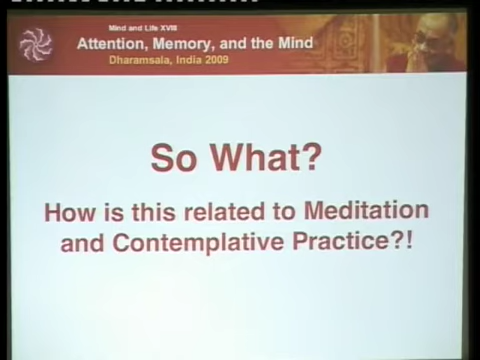 Mind and Life XVIII
Attention, Memory, and the Mind
Dharamsala, India 2009
So What?
How is this related to Meditation
and Contemplative Practice?!